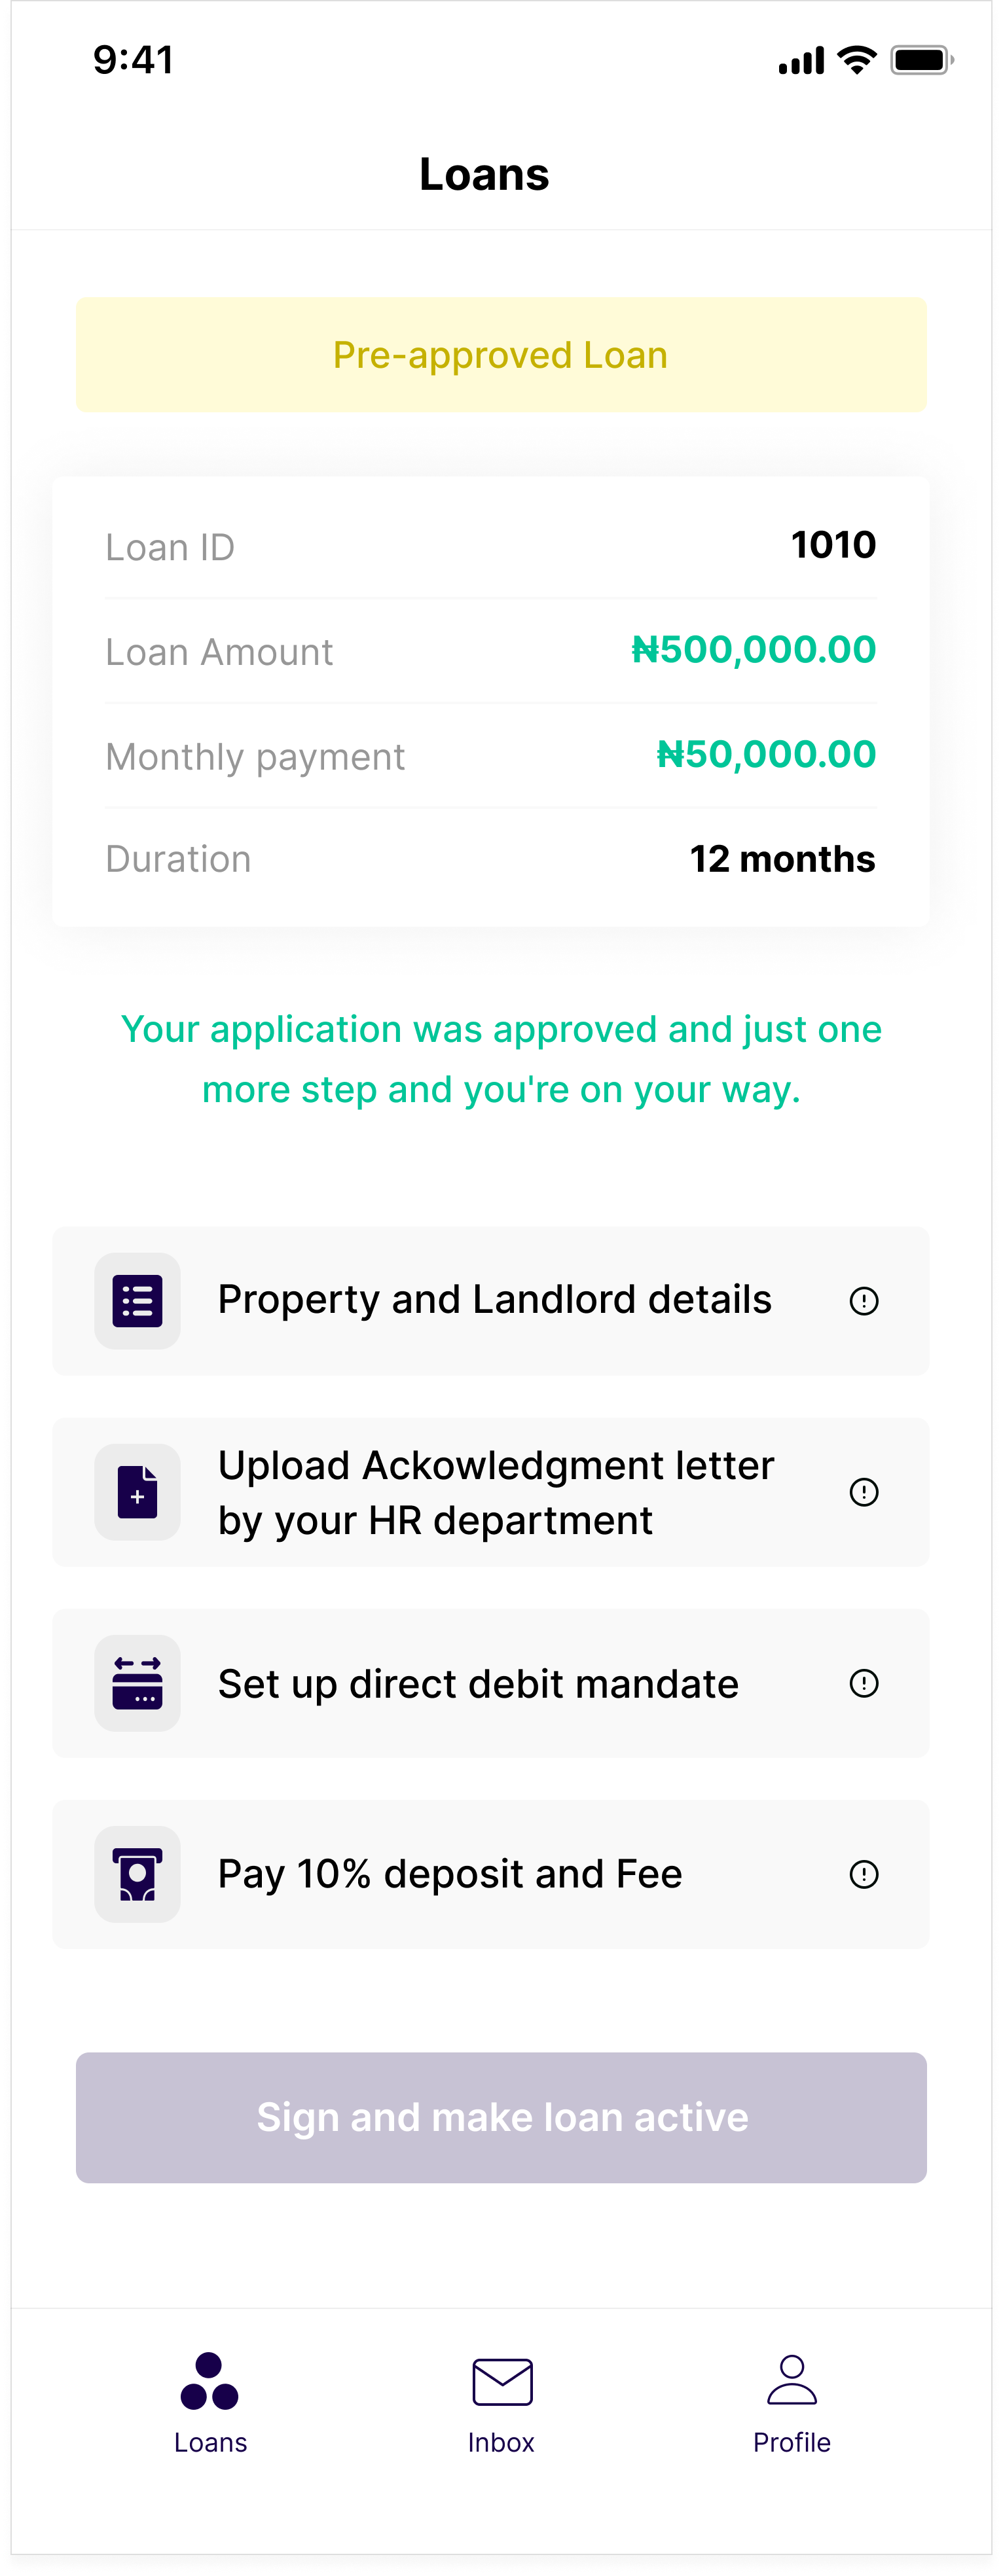 9:41
Loans
Pre-approved Loan
Loan ID 1010
Loan Amount ₦500,000.00
Monthly payment ₦50,000.00
Duration 12 months
Your application was approved and just one
more step and you're on your way.
Property and Landlord details
Upload Ackowledgment letter
by your HR department
Set up direct debit mandate
Pay 10% deposit and Fee
Sign and make loan active
Loans Inbox Profile